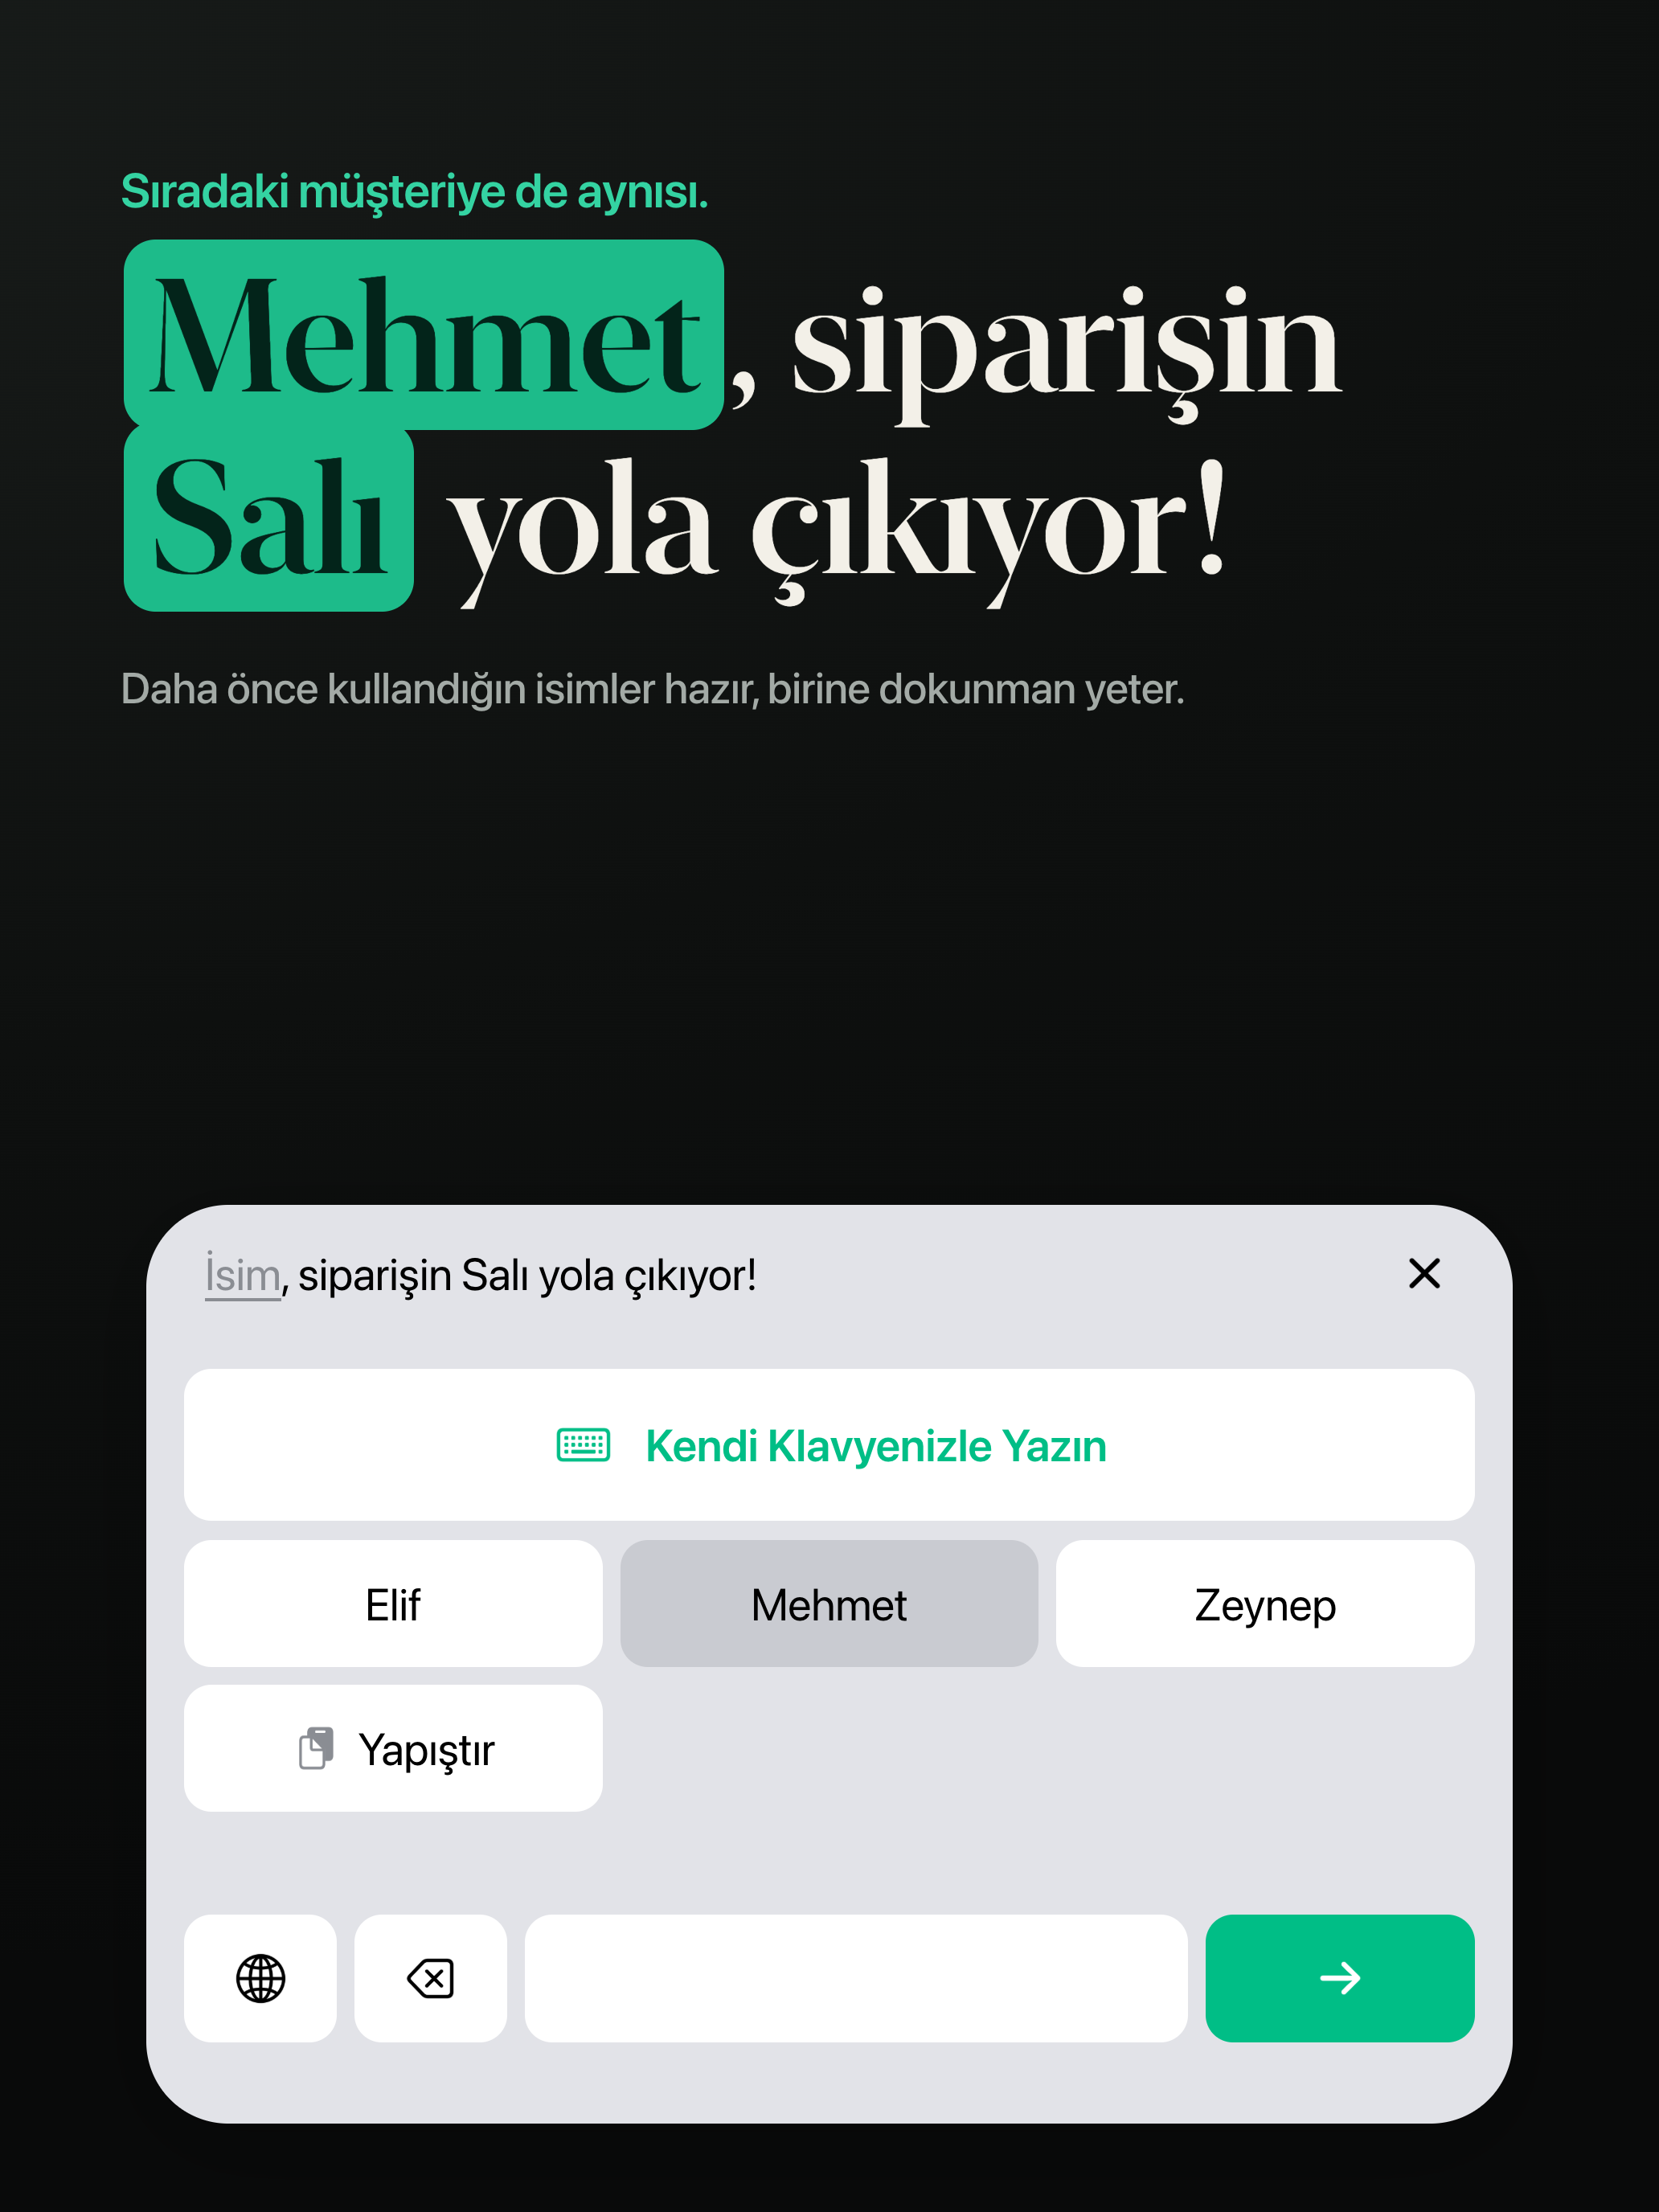 Sıradaki müşteriye de aynısı.
Mehmet, siparişin
Salı yola çıkıyor!
Daha önce kullandığın isimler hazır, birine dokunman yeter.
İsim, siparişin Salı yola çıkıyor!
Kendi Klavyenizle Yazın
Elif
Mehmet
Zeynep
Yapıştır